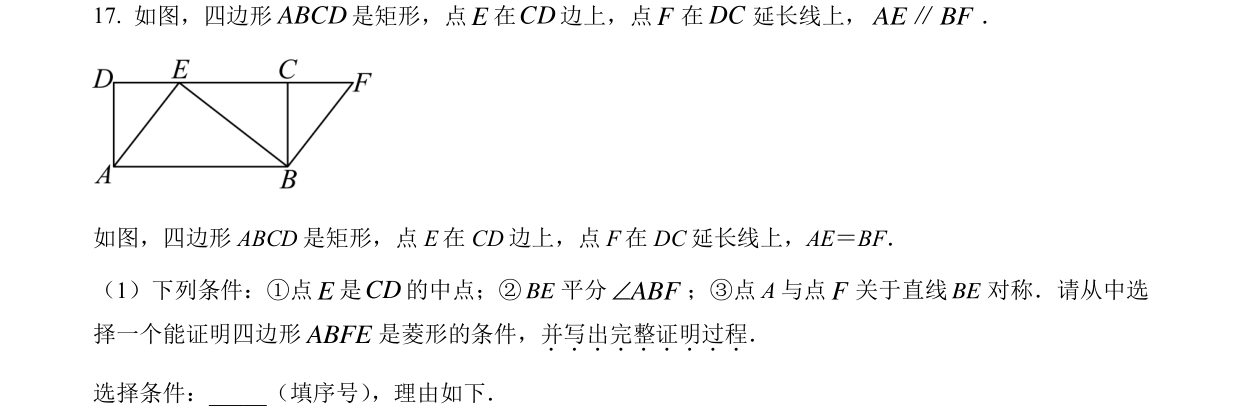 17. 如图，四边形ABCD是矩形，点E在CD边上，点F在DC延长线上，AE∥BF．
D E C F
A B
如图，四边形ABCD是矩形，点E在CD边上，点F在DC延长线上，AE＝BF．
（1）下列条件：①点E是CD的中点；②BE平分∠ABF；③点A与点F关于直线BE对称．请从中选
择一个能证明四边形ABFE是菱形的条件，并写出完整证明过程．
选择条件：_____（填序号），理由如下．